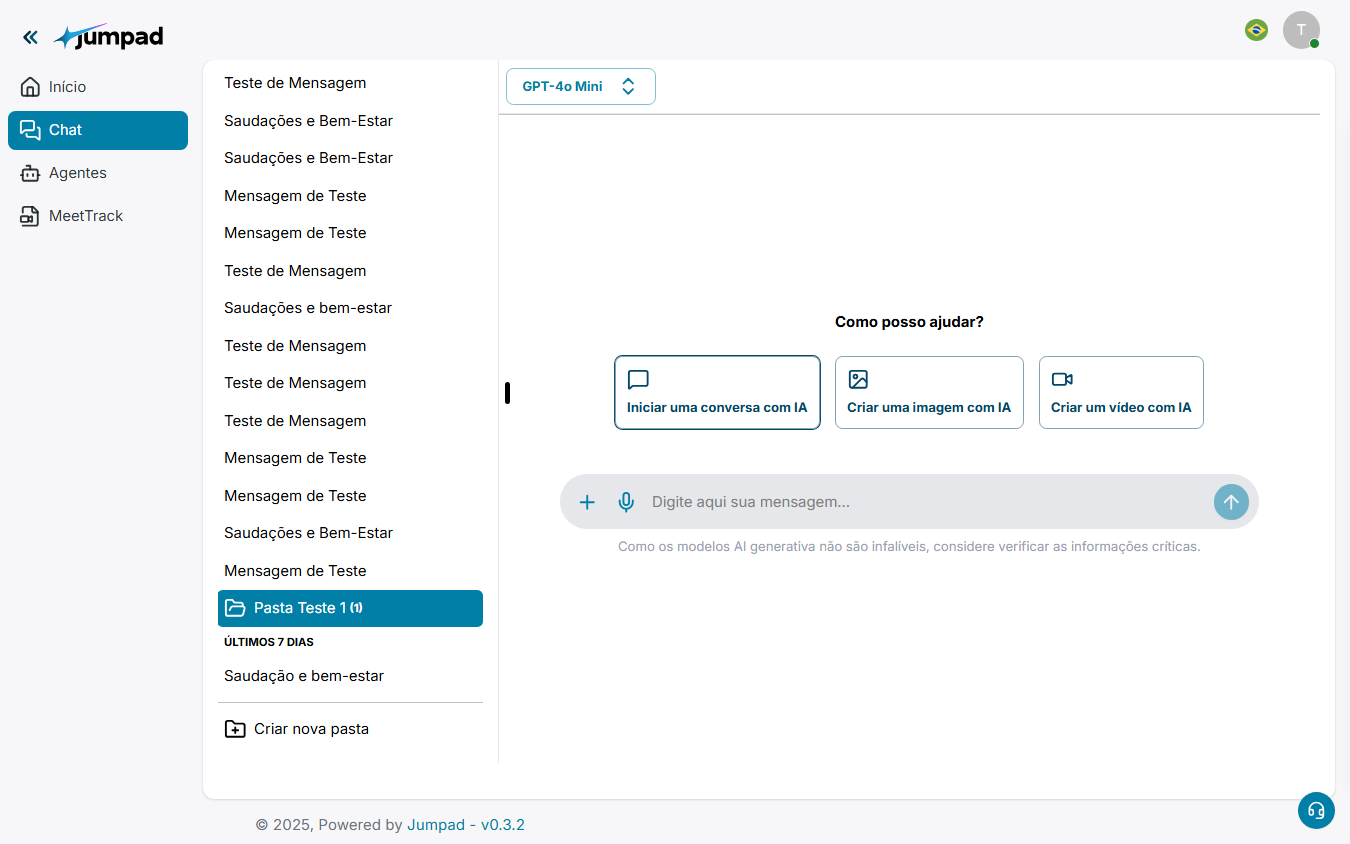 jumpad
T
Início
Chat
Agentes
MeetTrack
Teste de Mensagem
Saudações e Bem-Estar
Saudações e Bem-Estar
Mensagem de Teste
Mensagem de Teste
Teste de Mensagem
Saudações e bem-estar
Teste de Mensagem
Teste de Mensagem
Teste de Mensagem
Mensagem de Teste
Mensagem de Teste
Saudações e Bem-Estar
Mensagem de Teste
Pasta Teste 1 (1)
ÚLTIMOS 7 DIAS
Saudação e bem-estar
Criar nova pasta
GPT-4o Mini
Como posso ajudar?
Iniciar uma conversa com IA
Criar uma imagem com IA
Criar um vídeo com IA
Digite aqui sua mensagem...
Como os modelos AI generativa não são infalíveis, considere verificar as informações críticas.
© 2025, Powered by Jumpad - v0.3.2